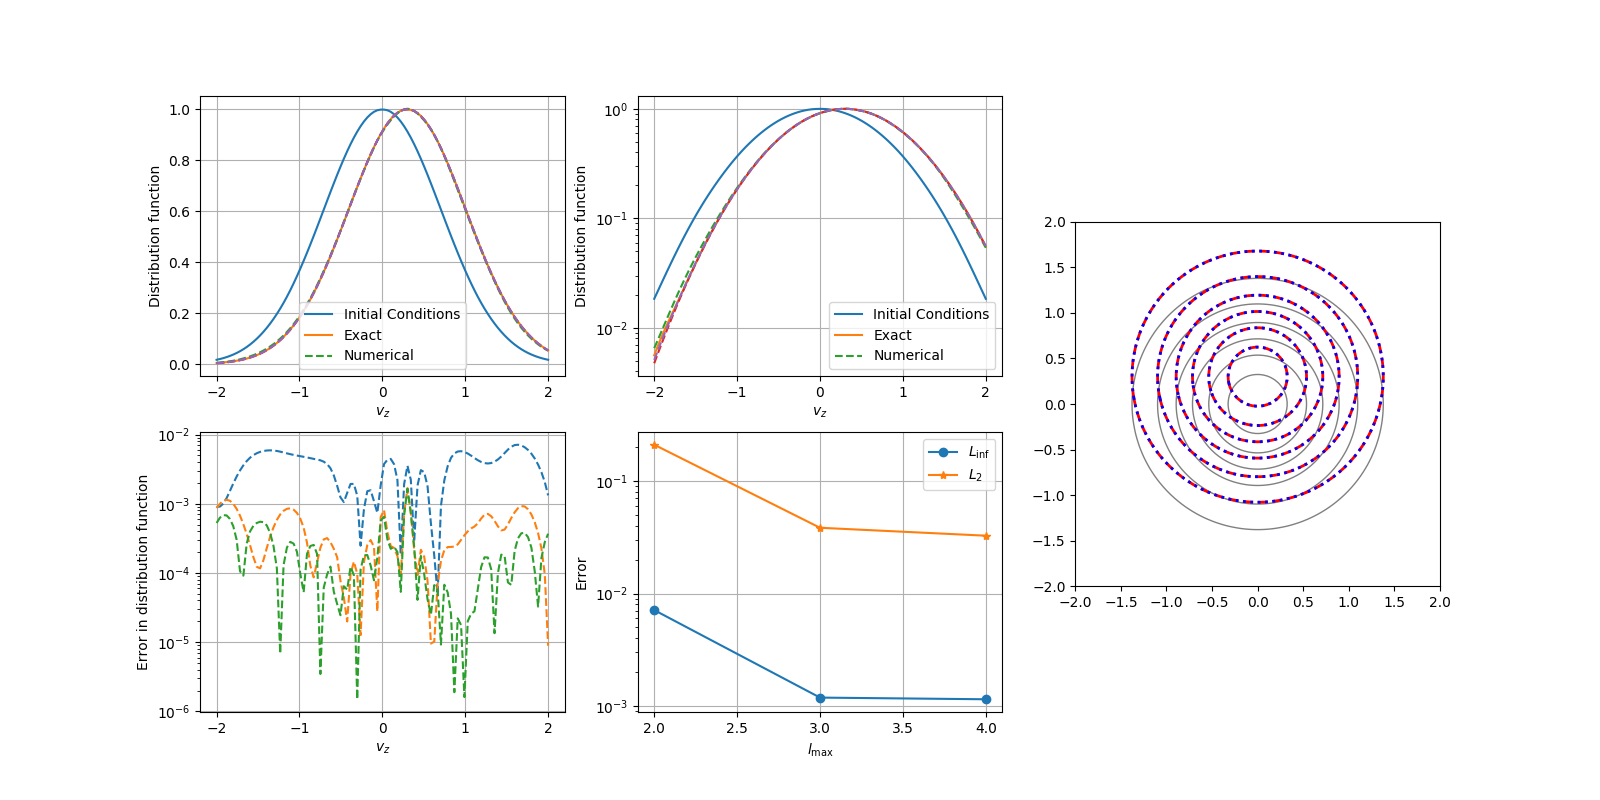 Distribution function
1.0
0.8
0.6
0.4
0.2
0.0
Initial Conditions
Exact
Numerical
−2 −1 0 1 2
v_z
Distribution function
10^0
10^−1
10^−2
Initial Conditions
Exact
Numerical
−2 −1 0 1 2
v_z
Error in distribution function
10^−2
10^−3
10^−4
10^−5
10^−6
−2 −1 0 1 2
v_z
Error
10^−1
10^−2
10^−3
L_inf
L_2
2.0 2.5 3.0 3.5 4.0
l_max
2.0
1.5
1.0
0.5
0.0
−0.5
−1.0
−1.5
−2.0
−2.0 −1.5 −1.0 −0.5 0.0 0.5 1.0 1.5 2.0